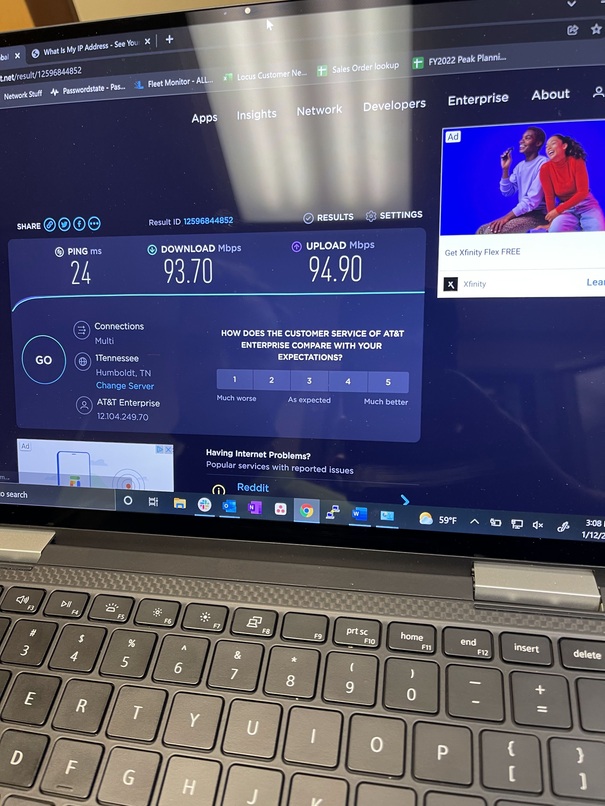 What Is My IP Address - See You
t.net/result/12596844852
Network Stuff
Passwordstate - Pas...
Fleet Monitor - ALL...
Locus Customer Ne...
Sales Order lookup
FY2022 Peak Planni...
Apps
Insights
Network
Developers
Enterprise
About
Ad
SHARE
Result ID 12596844852
RESULTS
SETTINGS
PING ms
24
DOWNLOAD Mbps
93.70
UPLOAD Mbps
94.90
Get Xfinity Flex FREE
X
Xfinity
Lear
GO
Connections
Multi
1Tennessee
Humboldt, TN
Change Server
AT&T Enterprise
12.104.249.70
HOW DOES THE CUSTOMER SERVICE OF AT&T
ENTERPRISE COMPARE WITH YOUR
EXPECTATIONS?
1 2 3 4 5
Much worse
As expected
Much better
Ad
Having Internet Problems?
Popular services with reported issues
Reddit
o search
59°F
3:08
1/12/2
F3 F4 F5 F6 F7 F8 F9
prt sc
F10
home
F11
end
F12
insert
delete
# $ % ^ & * ( ) — +
3 4 5 6 7 8 9 0 - =
E R T Y U I O P { }
[ ]
D F G H J K